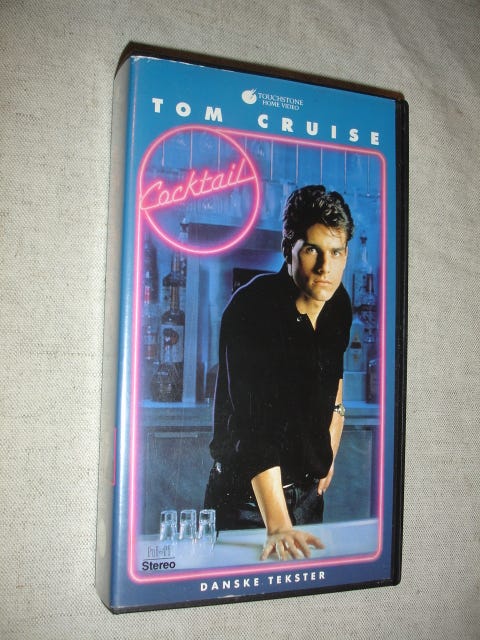 TOUCHSTONE
HOME VIDEO
TOM CRUISE
Cocktail
Stereo
DANSKE TEKSTER